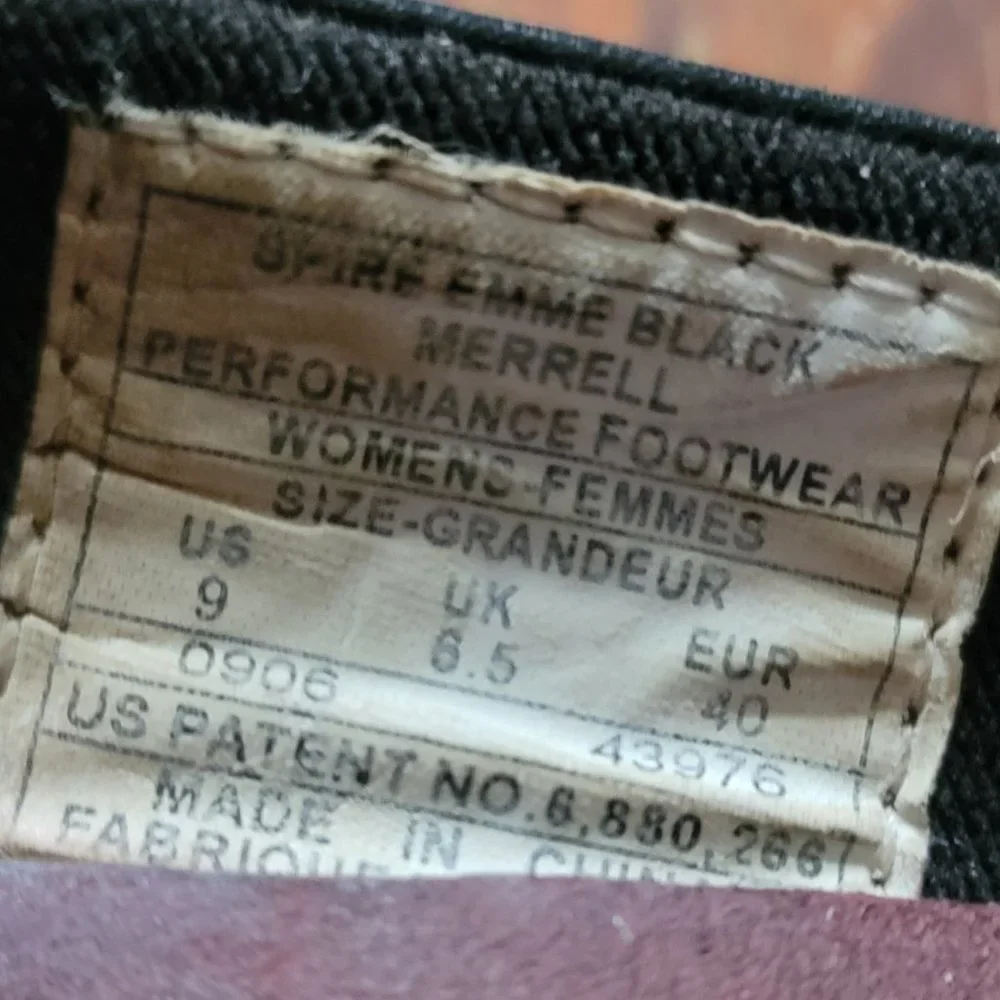 SPIRE EMME BLACK
MERRELL
PERFORMANCE FOOTWEAR
WOMENS-FEMMES
SIZE-GRANDEUR
US UK EUR
9 6.5 40
0906 43976
US PATENT NO.6,880,2667
MADE IN